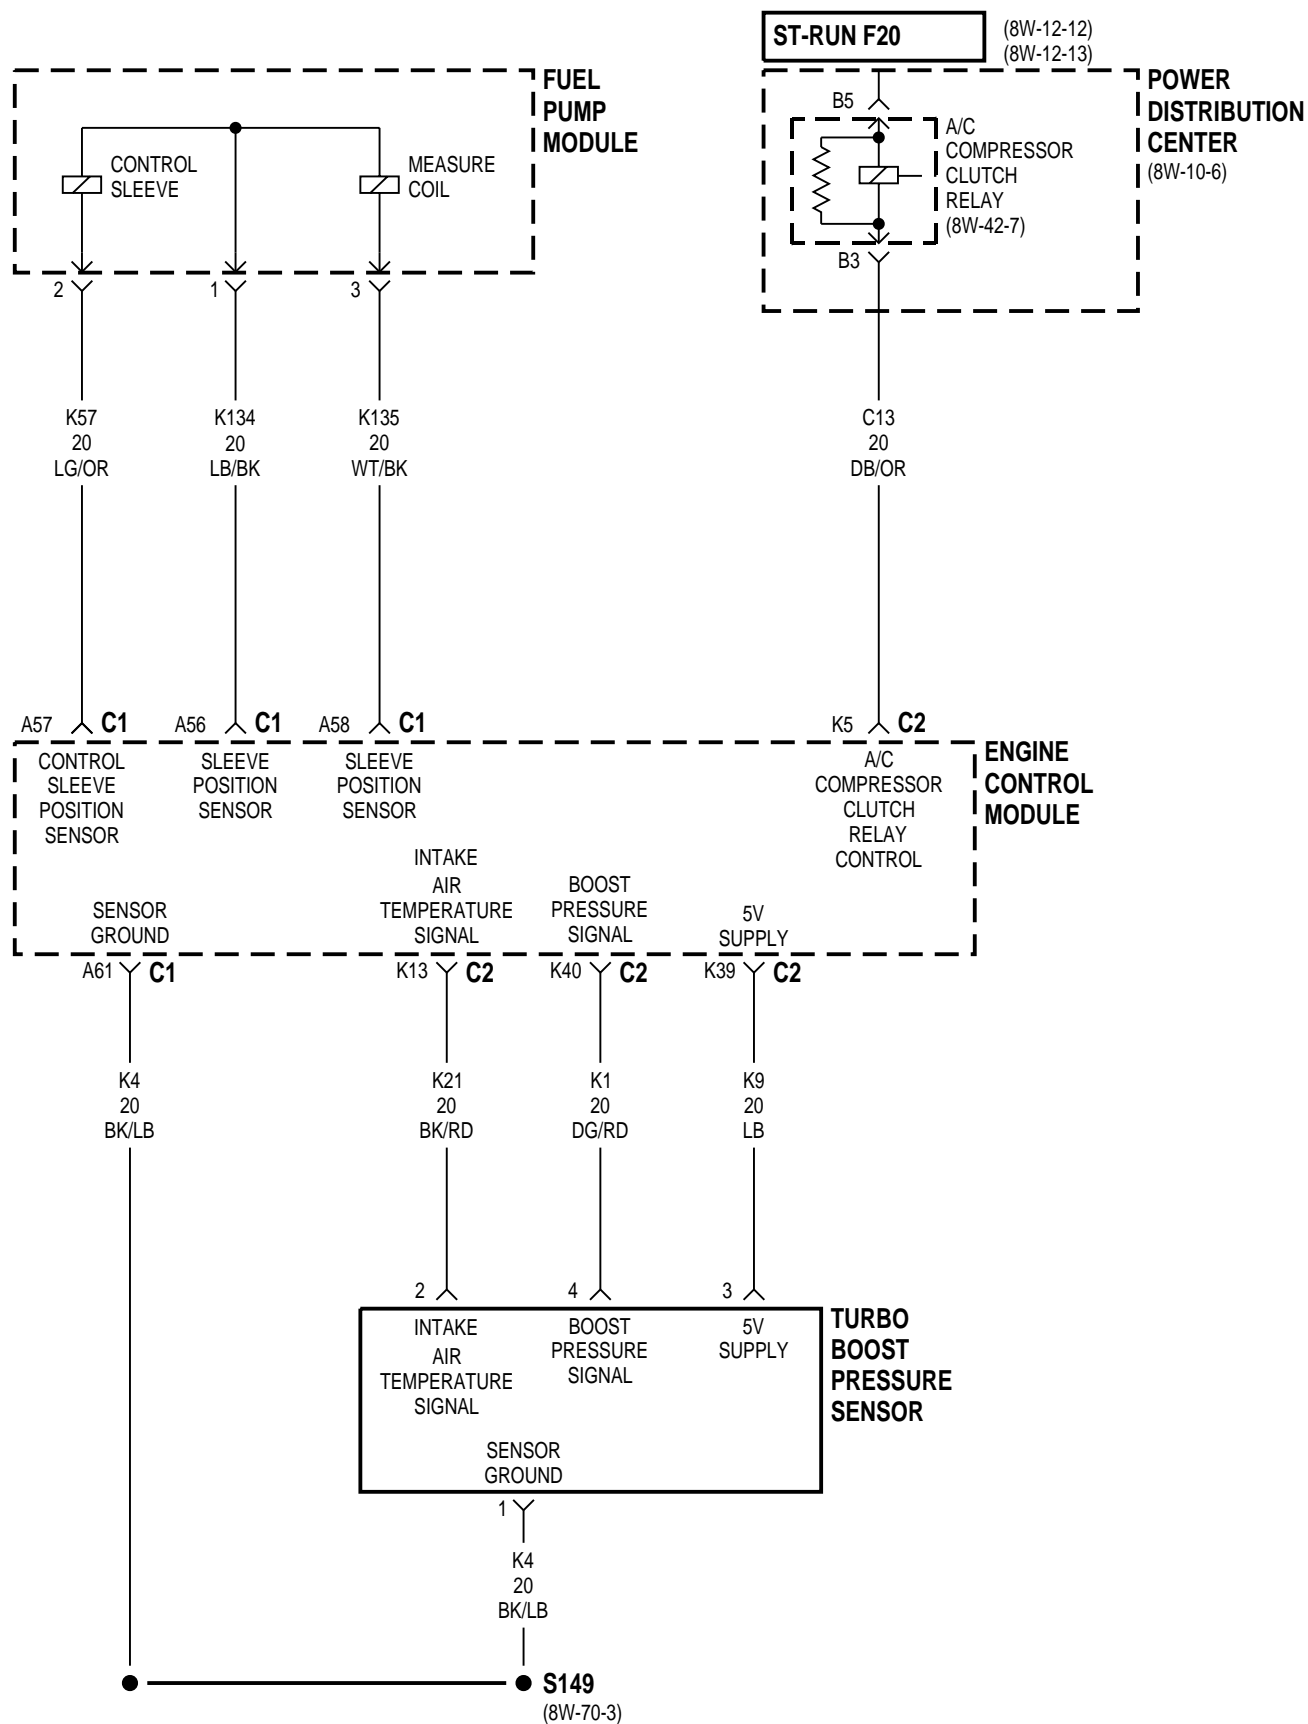 ST-RUN F20
(8W-12-12)
(8W-12-13)
FUEL
PUMP
MODULE
CONTROL
SLEEVE
MEASURE
COIL
2
1
3
POWER
DISTRIBUTION
CENTER
(8W-10-6)
B5
A/C
COMPRESSOR
CLUTCH
RELAY
(8W-42-7)
B3
K57
20
LG/OR
K134
20
LB/BK
K135
20
WT/BK
C13
20
DB/OR
A57 C1
A56 C1
A58 C1
K5 C2
ENGINE
CONTROL
MODULE
CONTROL
SLEEVE
POSITION
SENSOR
SLEEVE
POSITION
SENSOR
SLEEVE
POSITION
SENSOR
A/C
COMPRESSOR
CLUTCH
RELAY
CONTROL
SENSOR
GROUND
INTAKE
AIR
TEMPERATURE
SIGNAL
BOOST
PRESSURE
SIGNAL
5V
SUPPLY
A61 C1
K13 C2
K40 C2
K39 C2
K4
20
BK/LB
K21
20
BK/RD
K1
20
DG/RD
K9
20
LB
2
4
3
INTAKE
AIR
TEMPERATURE
SIGNAL
BOOST
PRESSURE
SIGNAL
5V
SUPPLY
TURBO
BOOST
PRESSURE
SENSOR
SENSOR
GROUND
1
K4
20
BK/LB
S149
(8W-70-3)